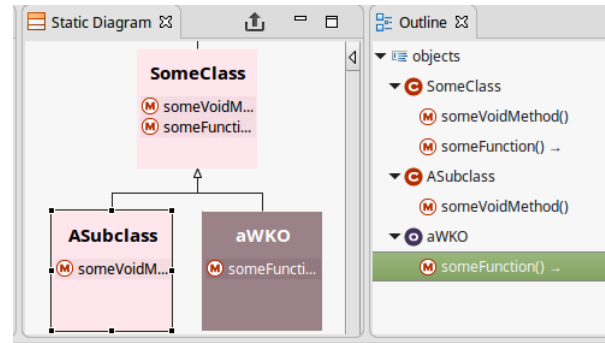 Static Diagram
SomeClass
M someVoidM...
M someFuncti...
ASubclass
M someVoidM...
aWKO
M someFuncti...
Outline
objects
C SomeClass
M someVoidMethod()
M someFunction() →
C ASubclass
M someVoidMethod()
aWKO
M someFunction() →